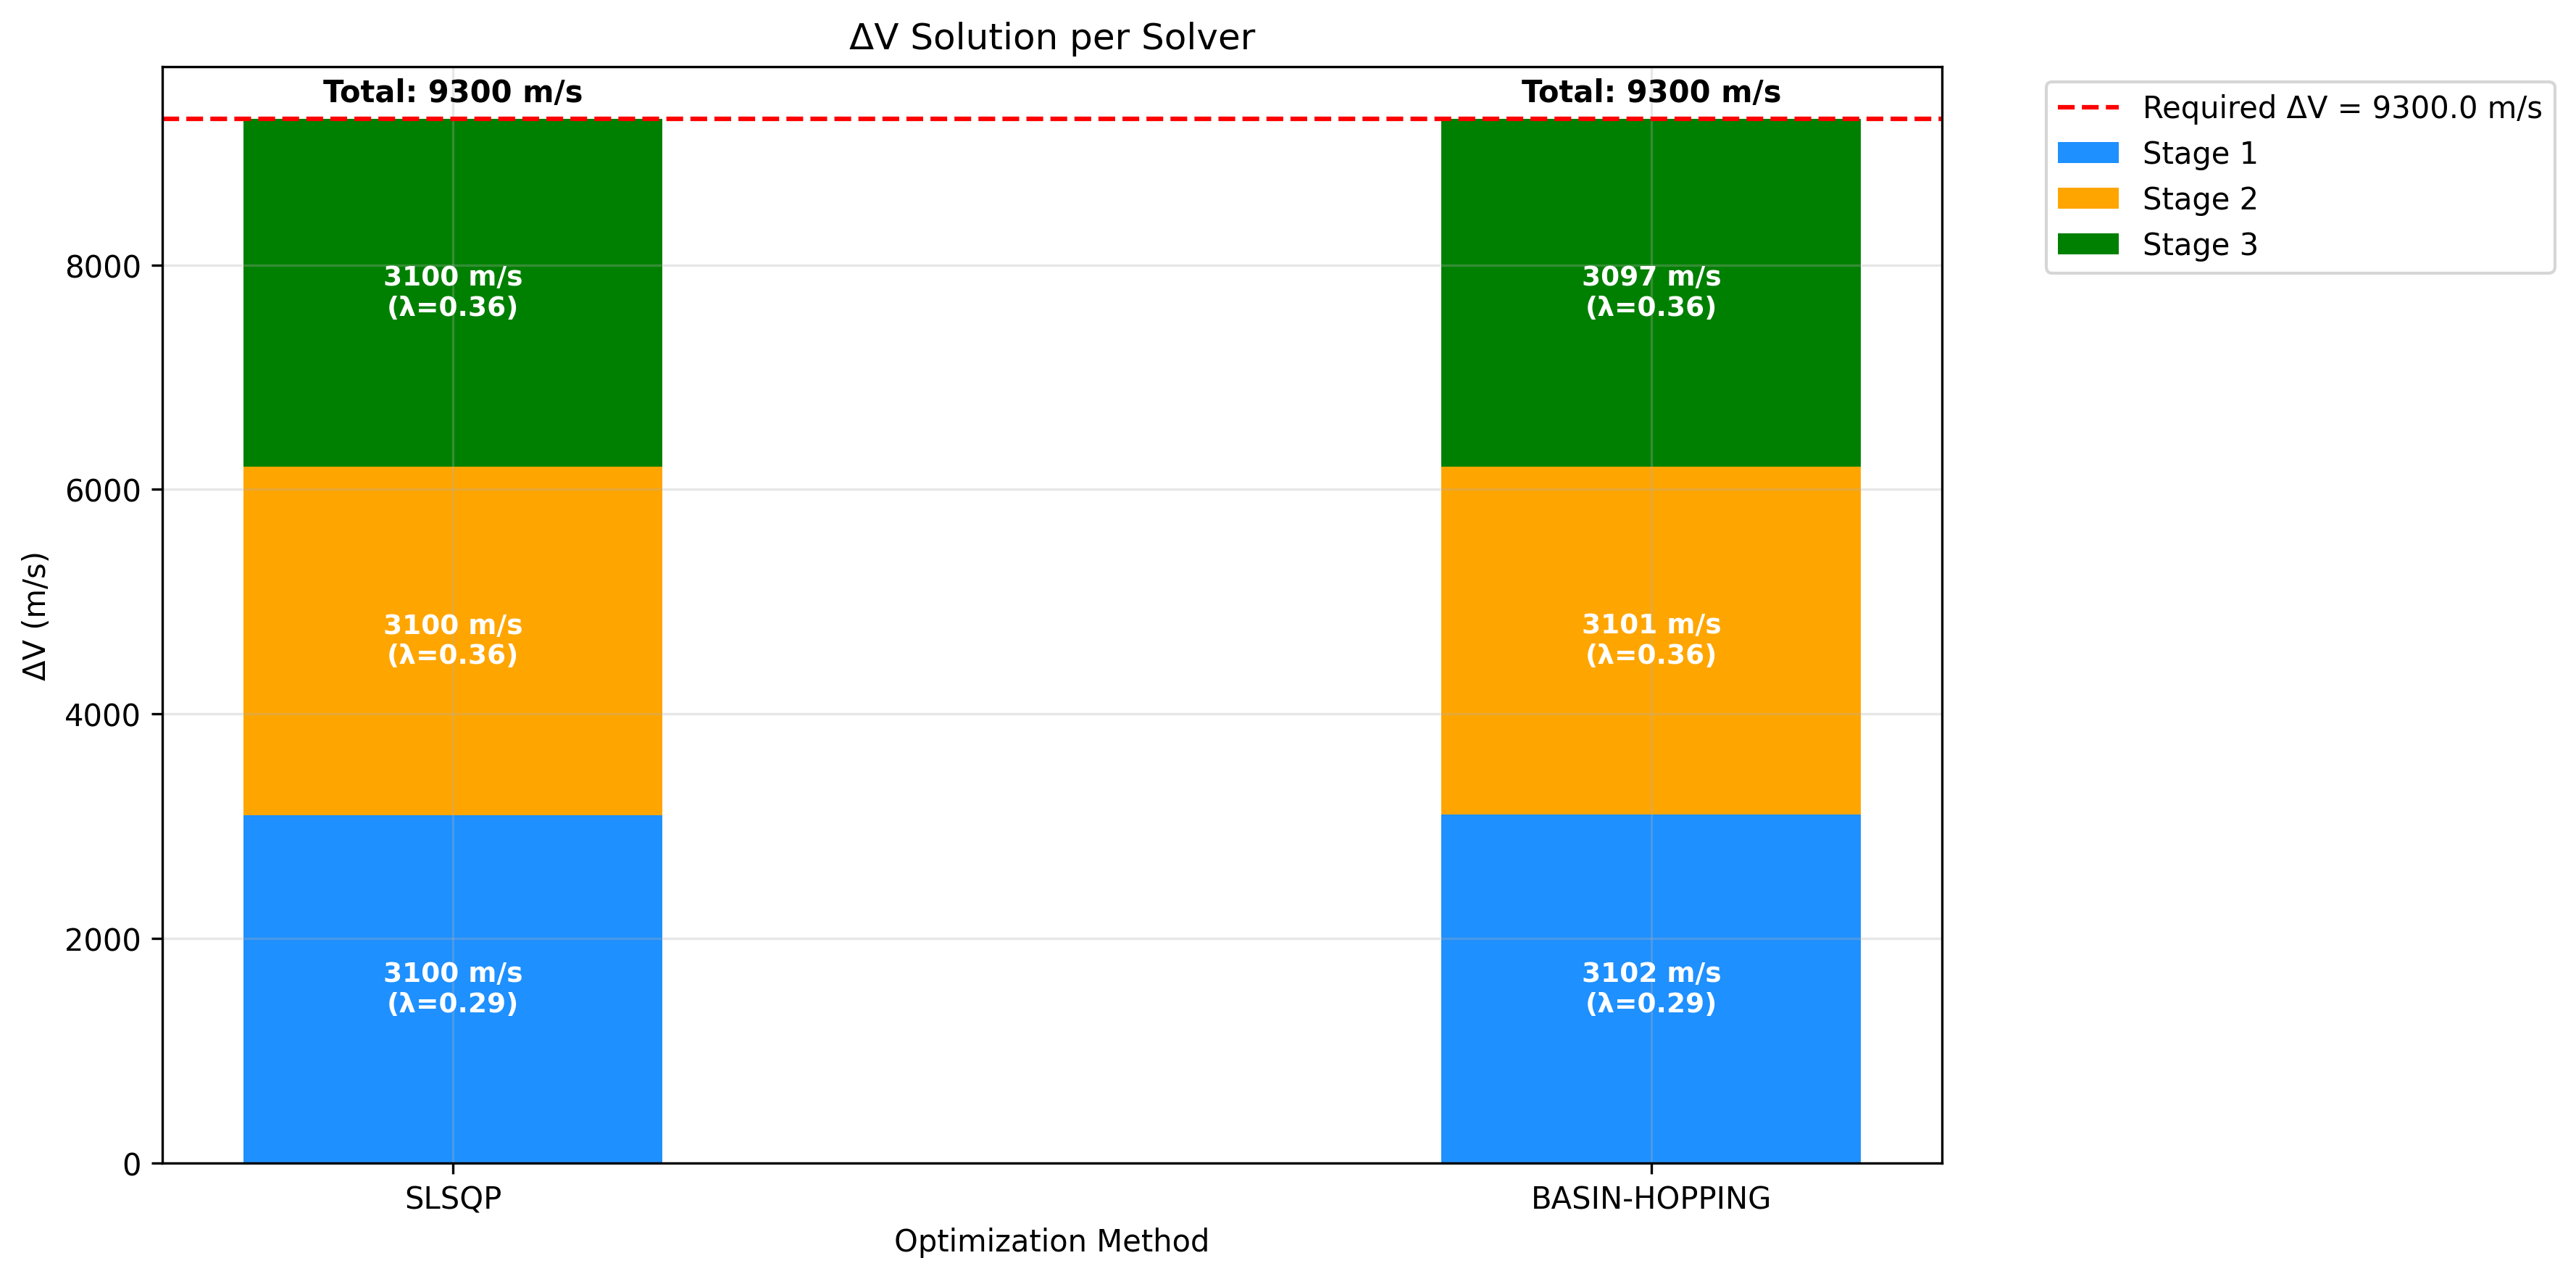 ΔV Solution per Solver
Total: 9300 m/s
Total: 9300 m/s
Required ΔV = 9300.0 m/s
Stage 1
Stage 2
Stage 3
ΔV (m/s)
8000
6000
4000
2000
0
3100 m/s
(λ=0.36)
3100 m/s
(λ=0.36)
3100 m/s
(λ=0.29)
3097 m/s
(λ=0.36)
3101 m/s
(λ=0.36)
3102 m/s
(λ=0.29)
SLSQP
BASIN-HOPPING
Optimization Method